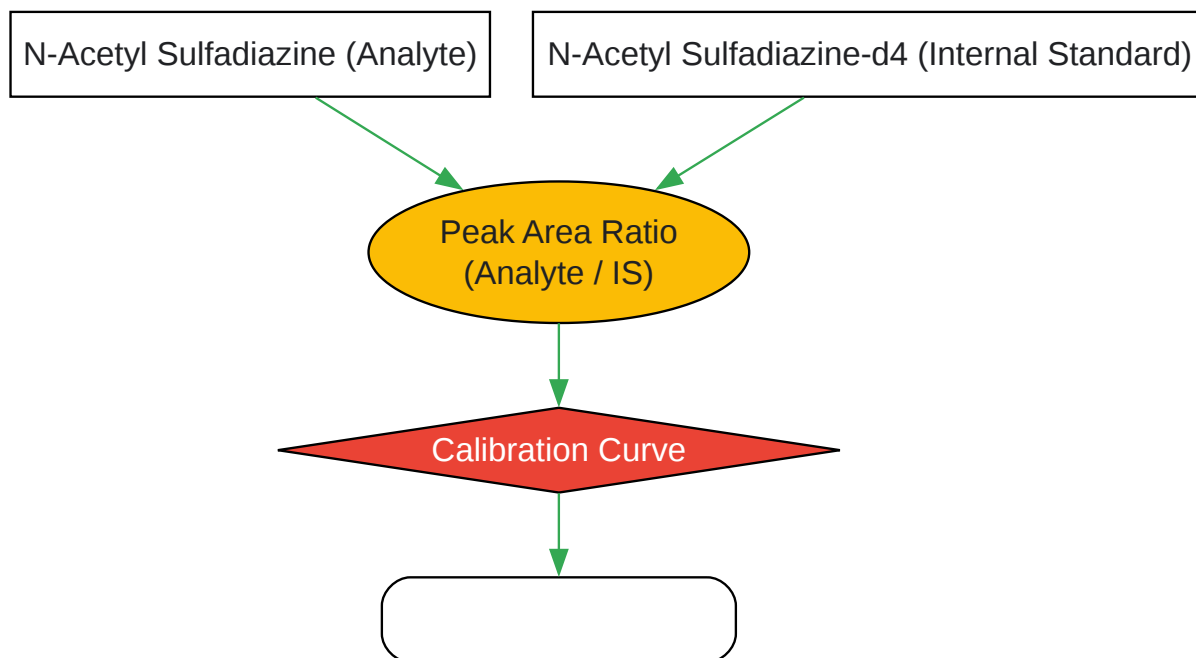 N-Acetyl Sulfadiazine (Analyte)
N-Acetyl Sulfadiazine-d4 (Internal Standard)
Peak Area Ratio
(Analyte / IS)
Calibration Curve